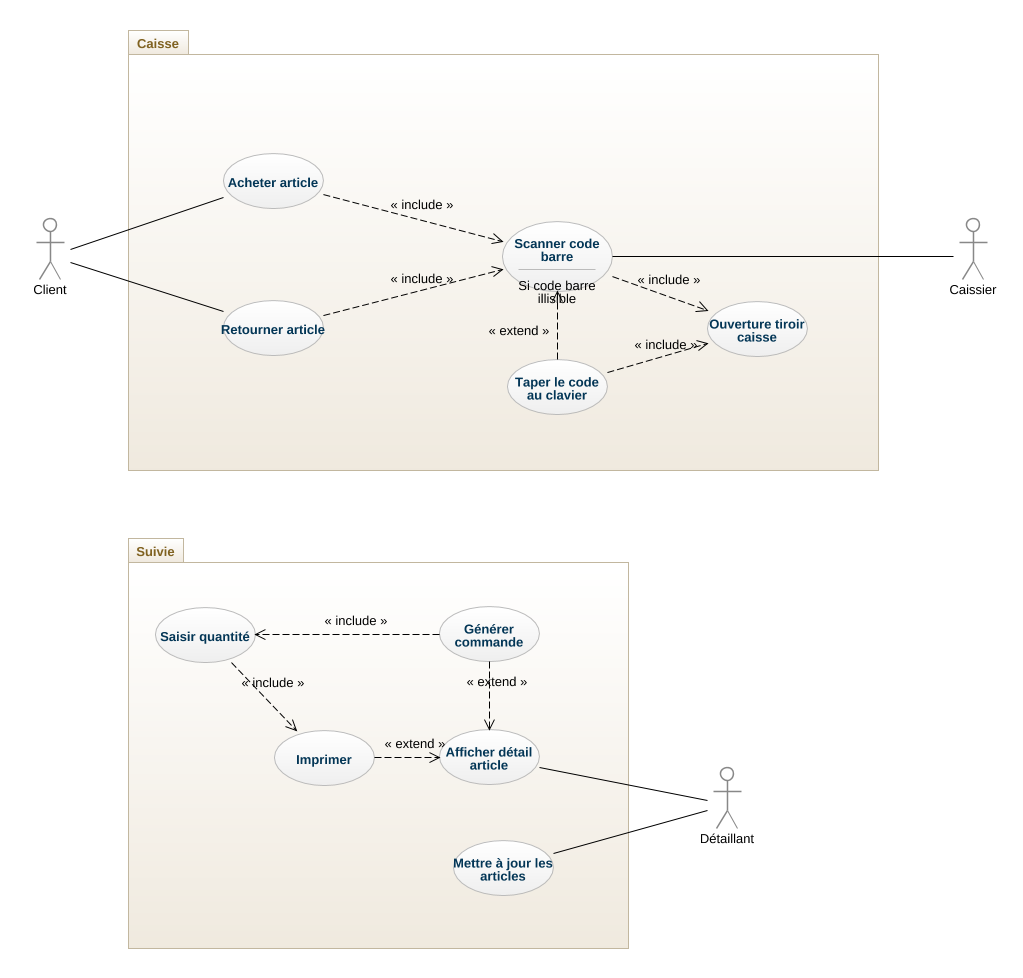 Caisse
Acheter article
« include »
Scanner code
barre
Si code barre
illisible
Client
Caissier
« include »
« include »
Retourner article
« extend »
Ouverture tiroir
caisse
« include »
Taper le code
au clavier
Suivie
Saisir quantité
« include »
Générer
commande
« include »
« extend »
Imprimer
« extend »
Afficher détail
article
Détaillant
Mettre à jour les
articles